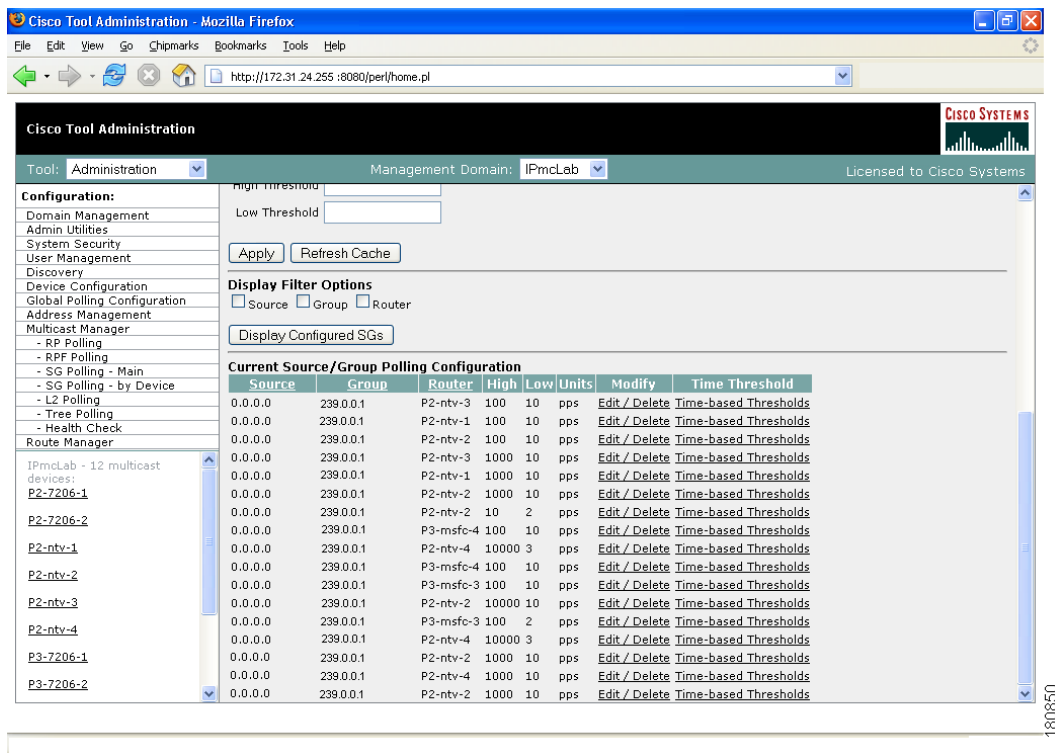 Cisco Tool Administration - Mozilla Firefox
File Edit View Go Chipmarks Bookmarks Tools Help
http://172.31.24.255 :8080/perl/home.pl
Cisco Tool Administration
CISCO SYSTEMS
Tool: Administration Management Domain: IPmcLab Licensed to Cisco Systems
Configuration:
Domain Management
Admin Utilities
System Security
User Management
Discovery
Device Configuration
Global Polling Configuration
Address Management
Multicast Manager
- RP Polling
- RPF Polling
- SG Polling - Main
- SG Polling - by Device
- L2 Polling
- Tree Polling
- Health Check
Route Manager
IPmcLab - 12 multicast
devices:
P2-7206-1
P2-7206-2
P2-ntv-1
P2-ntv-2
P2-ntv-3
P2-ntv-4
P3-7206-1
P3-7206-2
High Threshold
Low Threshold
Apply Refresh Cache
Display Filter Options
Source Group Router
Display Configured SGs
Current Source/Group Polling Configuration
Source Group Router High Low Units Modify Time Threshold
0.0.0.0 239.0.0.1 P2-ntv-3 100 10 pps Edit / Delete Time-based Thresholds
0.0.0.0 239.0.0.1 P2-ntv-1 100 10 pps Edit / Delete Time-based Thresholds
0.0.0.0 239.0.0.1 P2-ntv-2 100 10 pps Edit / Delete Time-based Thresholds
0.0.0.0 239.0.0.1 P2-ntv-3 1000 10 pps Edit / Delete Time-based Thresholds
0.0.0.0 239.0.0.1 P2-ntv-1 1000 10 pps Edit / Delete Time-based Thresholds
0.0.0.0 239.0.0.1 P2-ntv-2 1000 10 pps Edit / Delete Time-based Thresholds
0.0.0.0 239.0.0.1 P2-ntv-2 10 2 pps Edit / Delete Time-based Thresholds
0.0.0.0 239.0.0.1 P3-msfc-4 100 10 pps Edit / Delete Time-based Thresholds
0.0.0.0 239.0.0.1 P2-ntv-4 10000 3 pps Edit / Delete Time-based Thresholds
0.0.0.0 239.0.0.1 P3-msfc-4 100 10 pps Edit / Delete Time-based Thresholds
0.0.0.0 239.0.0.1 P3-msfc-3 100 10 pps Edit / Delete Time-based Thresholds
0.0.0.0 239.0.0.1 P2-ntv-2 10000 10 pps Edit / Delete Time-based Thresholds
0.0.0.0 239.0.0.1 P3-msfc-3 100 2 pps Edit / Delete Time-based Thresholds
0.0.0.0 239.0.0.1 P2-ntv-4 10000 3 pps Edit / Delete Time-based Thresholds
0.0.0.0 239.0.0.1 P2-ntv-2 1000 10 pps Edit / Delete Time-based Thresholds
0.0.0.0 239.0.0.1 P2-ntv-4 1000 10 pps Edit / Delete Time-based Thresholds
0.0.0.0 239.0.0.1 P2-ntv-2 1000 10 pps Edit / Delete Time-based Thresholds
180850